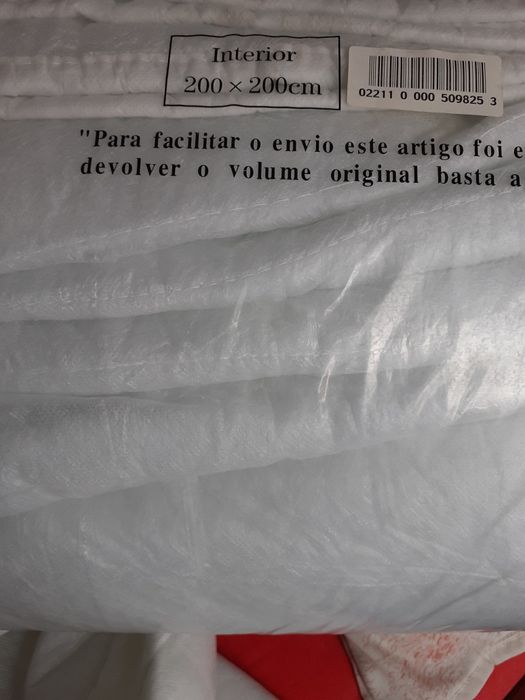 Interior
200 × 200cm
02211 0 000 509825 3
"Para facilitar o envio este artigo foi e
devolver o volume original basta a